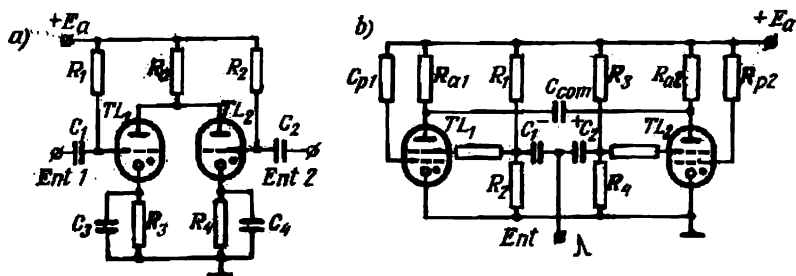 a)
+Ea
R1
Ra
R2
C1
TL1
TL2
C2
Ent 1
Ent 2
C3
R3
R4
C4
b)
+Ea
Cp1
Ra1
R1
R3
Ra2
Rp2
Ccom
TL1
C1
-
+
C2
TL2
R2
R4
Ent